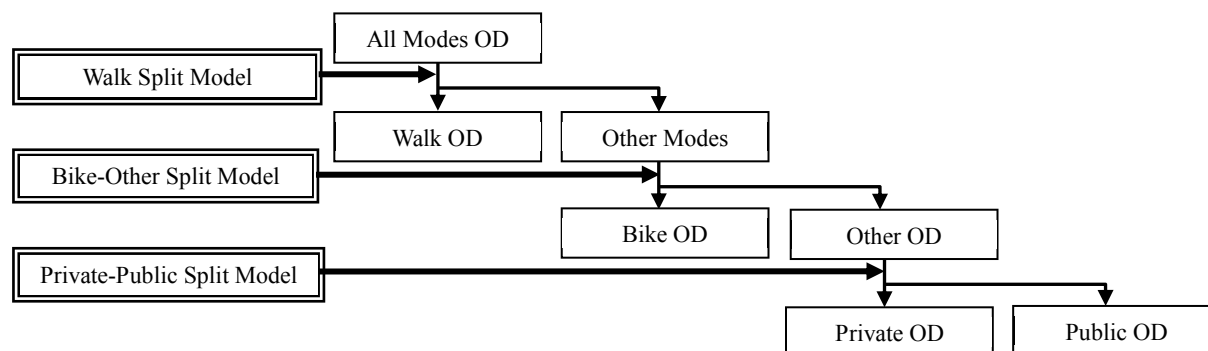 All Modes OD
Walk Split Model
Walk OD
Other Modes
Bike-Other Split Model
Bike OD
Other OD
Private-Public Split Model
Private OD
Public OD